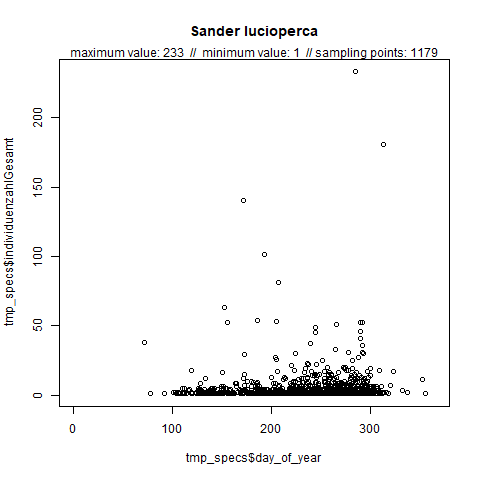 Sander lucioperca
maximum value: 233 // minimum value: 1 // sampling points: 1179
tmp_specs$individuenzahlGesamt
200
150
100
50
0
0 100 200 300
tmp_specs$day_of_year